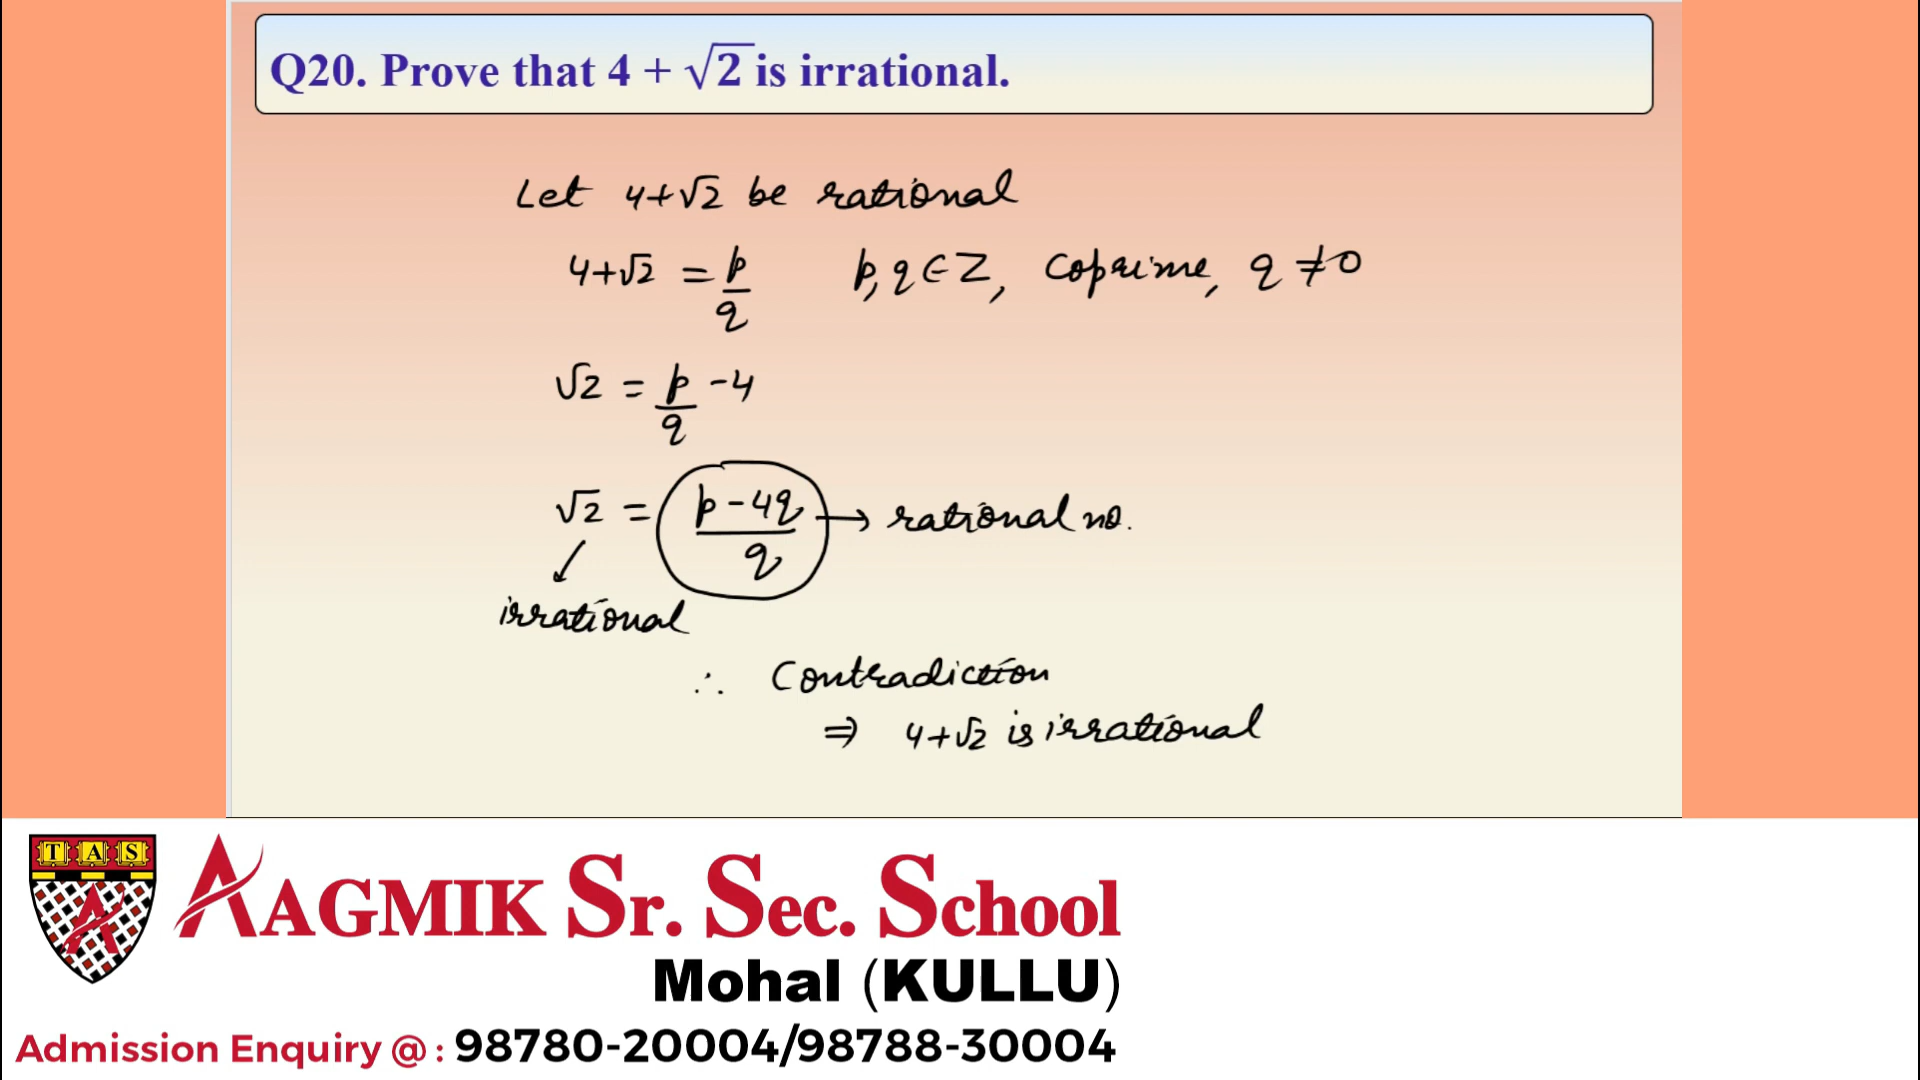 Q20. Prove that 4 + √2 is irrational.
Let 4+√2 be rational
4+√2 = p/q p, q ∈ Z, Coprime, q ≠ 0
√2 = p/q - 4
√2 = (p - 4q)/q → rational no.
irrational
∴ Contradiction
⇒ 4+√2 is irrational
T A S
AAGMIK Sr. Sec. School
Mohal (KULLU)
Admission Enquiry @ : 98780-20004/98788-30004